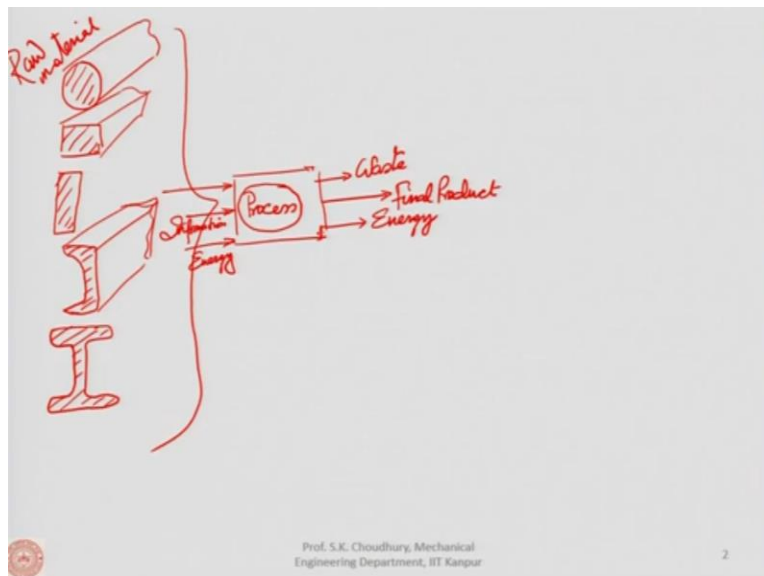 Raw
material
Process
Information
Energy
Waste
Final Product
Energy
Prof. S.K. Choudhury, Mechanical
Engineering Department, IIT Kanpur
2